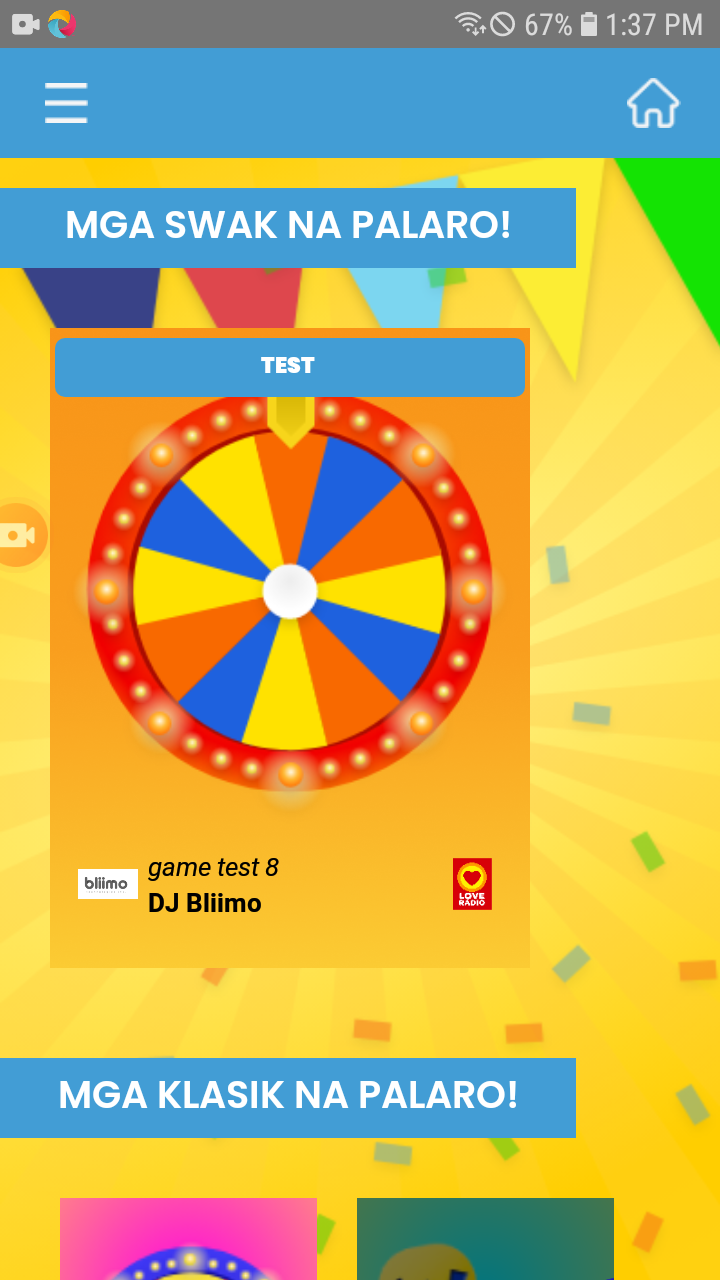 67% 1:37 PM
MGA SWAK NA PALARO!
TEST
bliimo
game test 8
DJ Bliimo
LOVE
RADIO
MGA KLASIK NA PALARO!